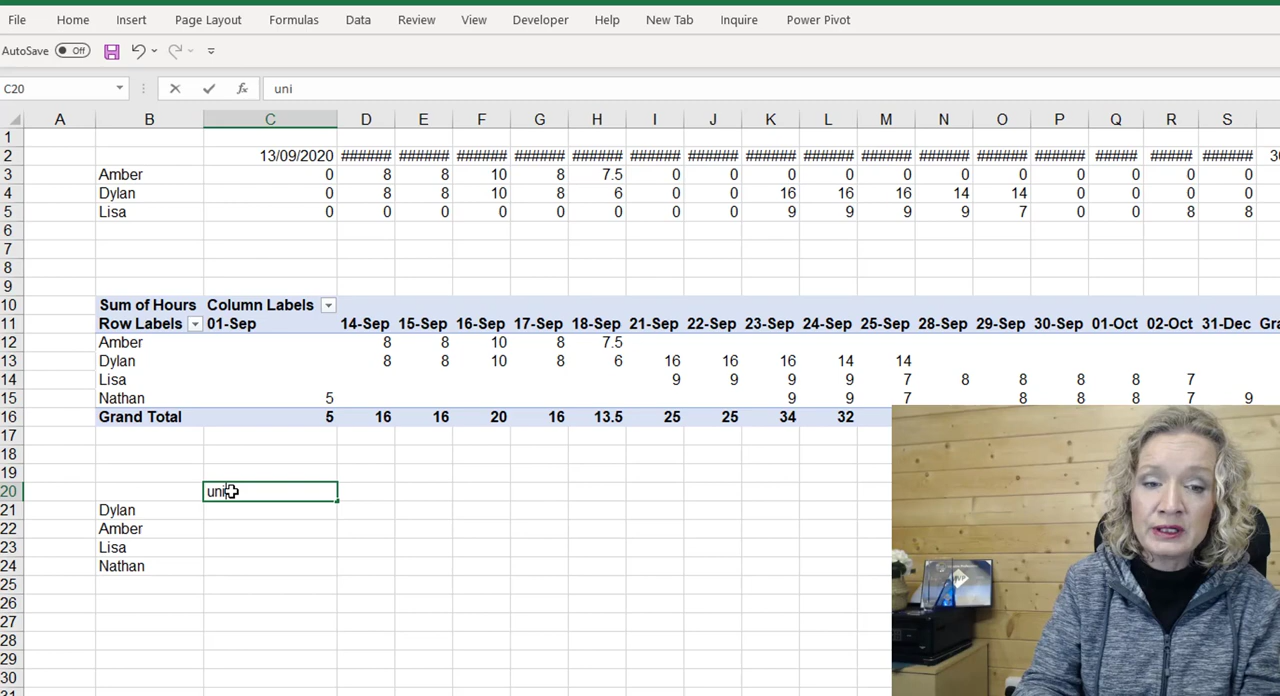 File Home Insert Page Layout Formulas Data Review View Developer Help New Tab Inquire Power Pivot
AutoSave Off
C20 fx uni
A B C D E F G H I J K L M N O P Q R S
1
2 13/09/2020 ###### ###### ###### ###### ###### ###### ###### ###### ###### ###### ###### ###### ##### ##### ##### ######
3 Amber 0 8 8 10 8 7.5 0 0 0 0 0 0 0 0 0 0 0
4 Dylan 0 8 8 10 8 6 0 0 16 16 16 14 14 0 0 0 0
5 Lisa 0 0 0 0 0 0 0 0 9 9 9 9 7 0 0 8 8
6
7
8
9
10 Sum of Hours Column Labels
11 Row Labels 01-Sep 14-Sep 15-Sep 16-Sep 17-Sep 18-Sep 21-Sep 22-Sep 23-Sep 24-Sep 25-Sep 28-Sep 29-Sep 30-Sep 01-Oct 02-Oct 31-Dec
12 Amber 8 8 10 8 7.5
13 Dylan 8 8 10 8 6 16 16 16 14 14
14 Lisa 9 9 9 9 7 8 8 8 8 7
15 Nathan 5 9 9 7 8 8 8 7 9
16 Grand Total 5 16 16 20 16 13.5 25 25 34 32
17
18
19
20 uni
21 Dylan
22 Amber
23 Lisa
24 Nathan
25
26
27
28
29
30